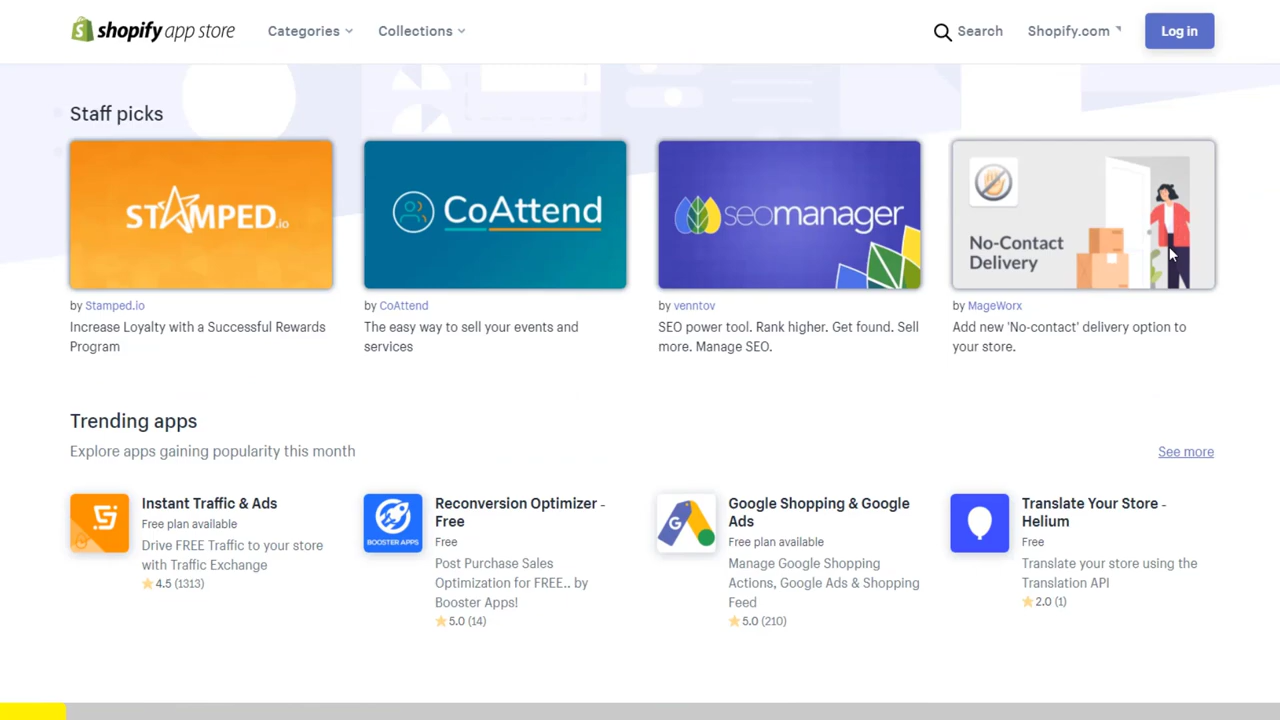 shopify app store Categories Collections Search Shopify.com Log in
Staff picks
STAMPED.io
CoAttend
seomanager
No-Contact
Delivery
by Stamped.io
Increase Loyalty with a Successful Rewards
Program
by CoAttend
The easy way to sell your events and
services
by venntov
SEO power tool. Rank higher. Get found. Sell
more. Manage SEO.
by MageWorx
Add new 'No-contact' delivery option to
your store.
Trending apps
Explore apps gaining popularity this month
See more
Instant Traffic & Ads
Free plan available
Drive FREE Traffic to your store
with Traffic Exchange
4.5 (1313)
BOOSTER APPS
Reconversion Optimizer -
Free
Free
Post Purchase Sales
Optimization for FREE.. by
Booster Apps!
5.0 (14)
G
Google Shopping & Google
Ads
Free plan available
Manage Google Shopping
Actions, Google Ads & Shopping
Feed
5.0 (210)
Translate Your Store -
Helium
Free
Translate your store using the
Translation API
2.0 (1)